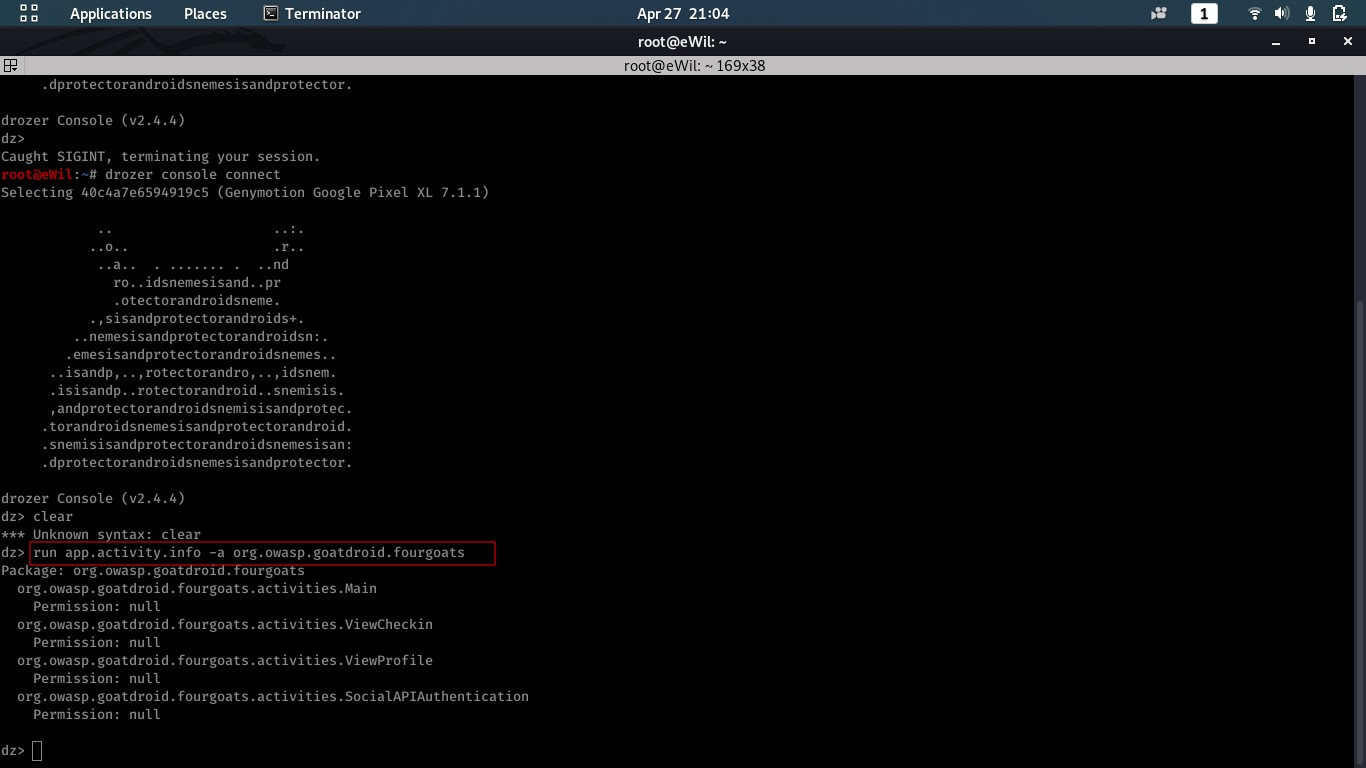 Applications Places Terminator Apr 27 21:04 1
root@eWil: ~
root@eWil: ~ 169x38
.dprotectorandroidsnemesisandprotector.
drozer Console (v2.4.4)
dz>
Caught SIGINT, terminating your session.
root@eWil:~# drozer console connect
Selecting 40c4a7e6594919c5 (Genymotion Google Pixel XL 7.1.1)
.. ..:.
..o.. .r..
..a.. . ....... . ..nd
ro..idsnemesisand..pr
.otectorandroidsneme.
.,sisandprotectorandroids+.
..nemesisandprotectorandroidsn:.
.emesisandprotectorandroidsnemes..
..isandp,..,rotectorandro,..,idsnem.
.isisandp..rotectorandroid..snemisis.
,andprotectorandroidsnemisisandprotec.
.torandroidsnemesisandprotectorandroid.
.snemisisandprotectorandroidsnemesisan:
.dprotectorandroidsnemesisandprotector.
drozer Console (v2.4.4)
dz> clear
*** Unknown syntax: clear
dz> run app.activity.info -a org.owasp.goatdroid.fourgoats
Package: org.owasp.goatdroid.fourgoats
org.owasp.goatdroid.fourgoats.activities.Main
Permission: null
org.owasp.goatdroid.fourgoats.activities.ViewCheckin
Permission: null
org.owasp.goatdroid.fourgoats.activities.ViewProfile
Permission: null
org.owasp.goatdroid.fourgoats.activities.SocialAPIAuthentication
Permission: null
dz>